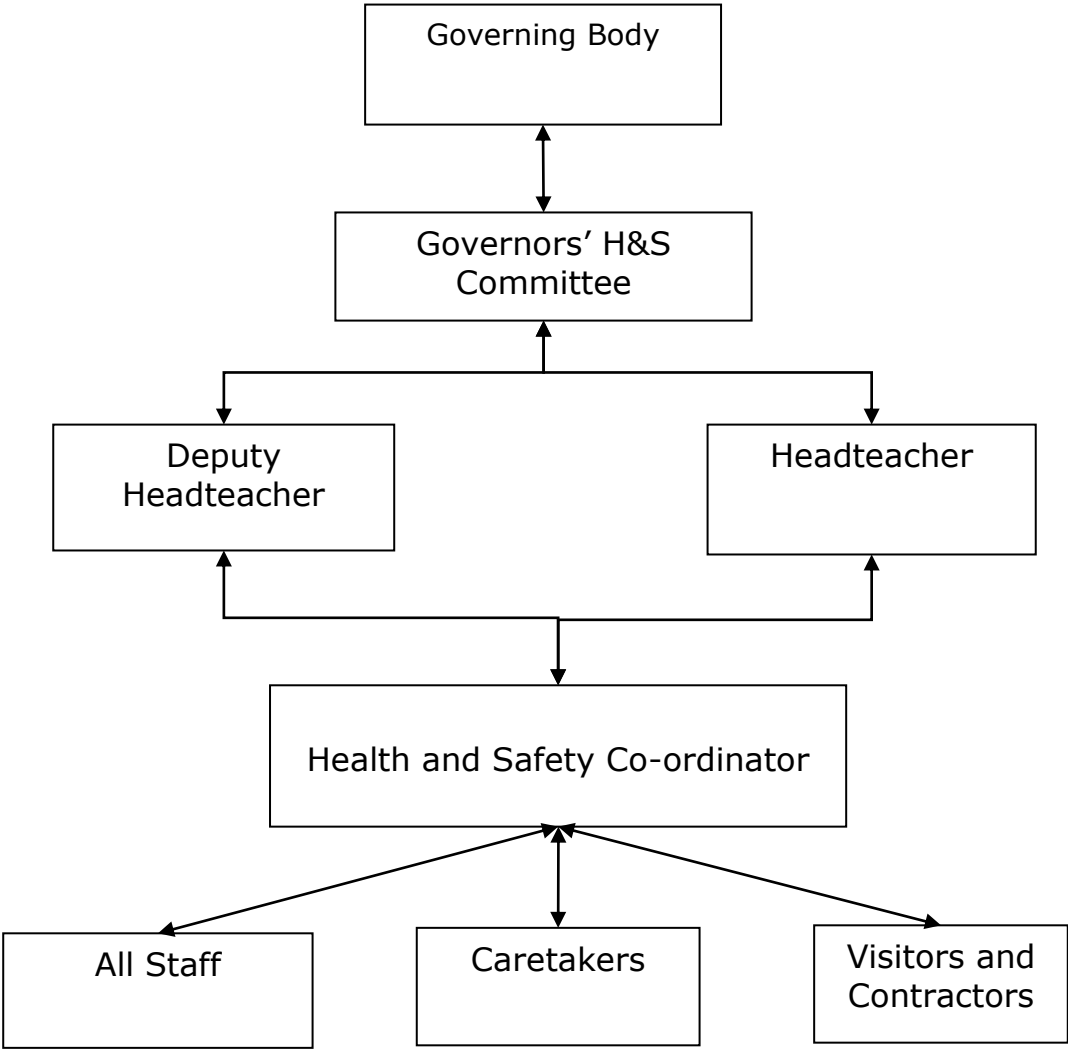 Governing Body
Governors’ H&S
Committee
Deputy
Headteacher
Headteacher
Health and Safety Co-ordinator
All Staff
Caretakers
Visitors and
Contractors